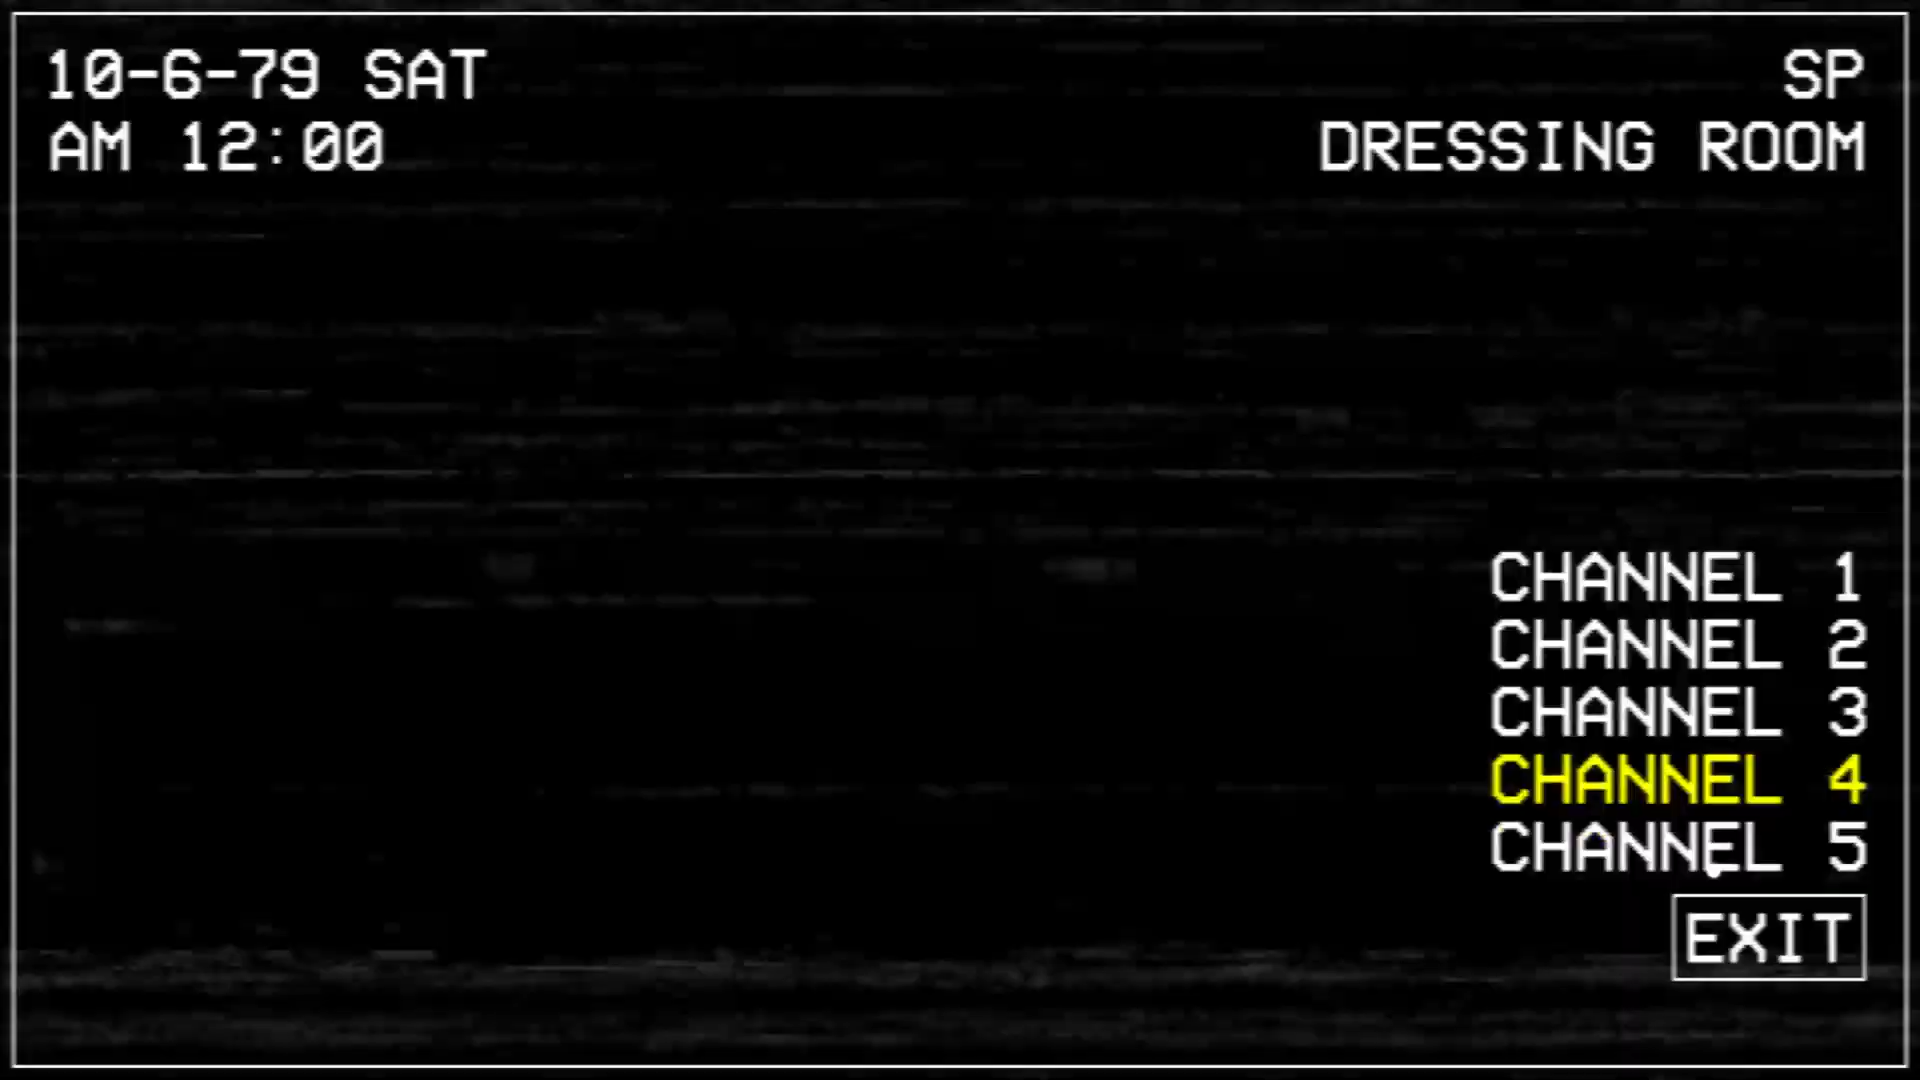 10-6-79 SAT
AM 12:00
SP
DRESSING ROOM
CHANNEL 1
CHANNEL 2
CHANNEL 3
CHANNEL 4
CHANNEL 5
EXIT